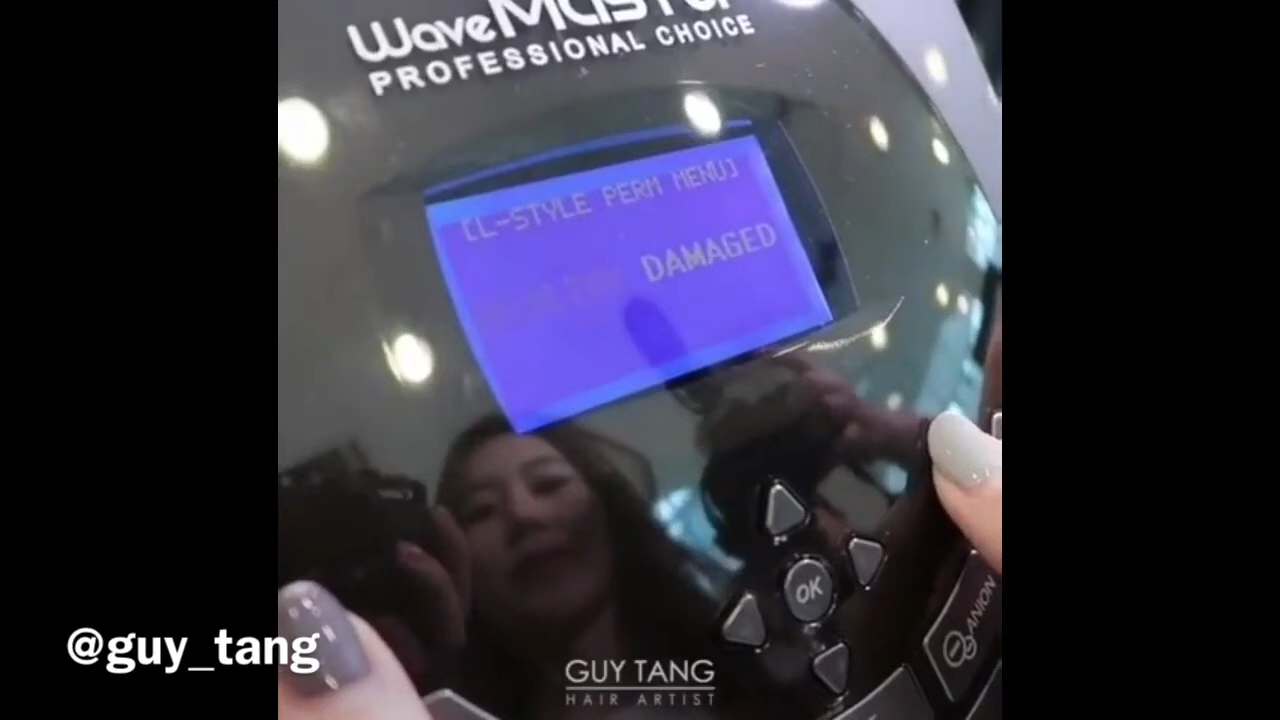 WaveMaster
PROFESSIONAL CHOICE
[L-STYLE PERM MENU]
DAMAGED
OK
ANION
@guy_tang
GUY TANG
HAIR ARTIST